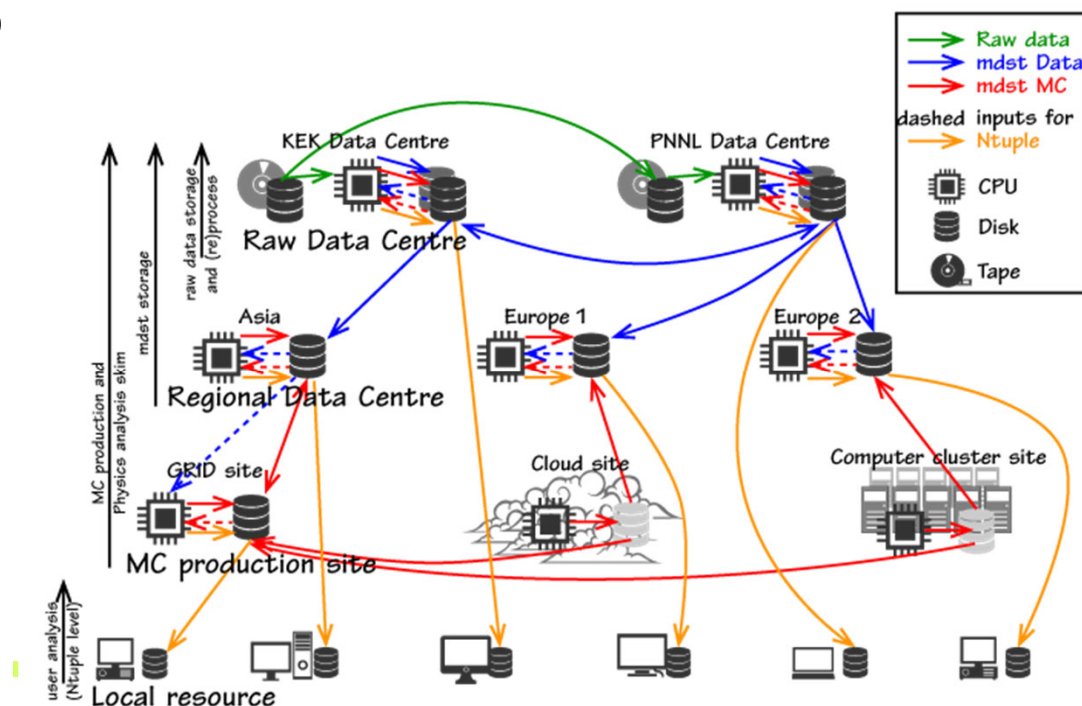 Raw data
mdst Data
mdst MC
dashed inputs for
Ntuple
CPU
Disk
Tape
KEK Data Centre
PNNL Data Centre
Raw Data Centre
raw data storage
and (re)process
mdst storage
MC production and
Physics analysis skim
Asia
Europe 1
Europe 2
Regional Data Centre
GRID site
Cloud site
Computer cluster site
MC production site
user analysis
(Ntuple level)
Local resource